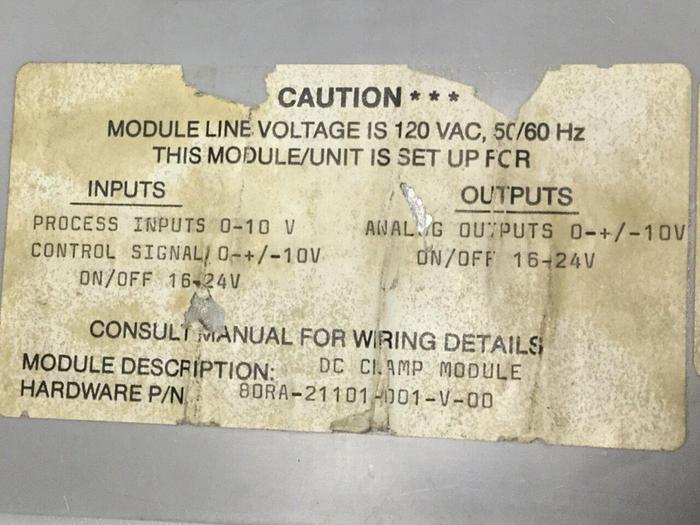 CAUTION ***
MODULE LINE VOLTAGE IS 120 VAC, 50/60 Hz
THIS MODULE/UNIT IS SET UP FOR
INPUTS
PROCESS INPUTS 0-10 V
CONTROL SIGNAL 0-+/-10V
ON/OFF 16-24V
OUTPUTS
ANALOG OUTPUTS 0-+/-10V
ON/OFF 16-24V
CONSULT MANUAL FOR WIRING DETAILS
MODULE DESCRIPTION: DC CLAMP MODULE
HARDWARE P/N 80RA-21101-001-V-00